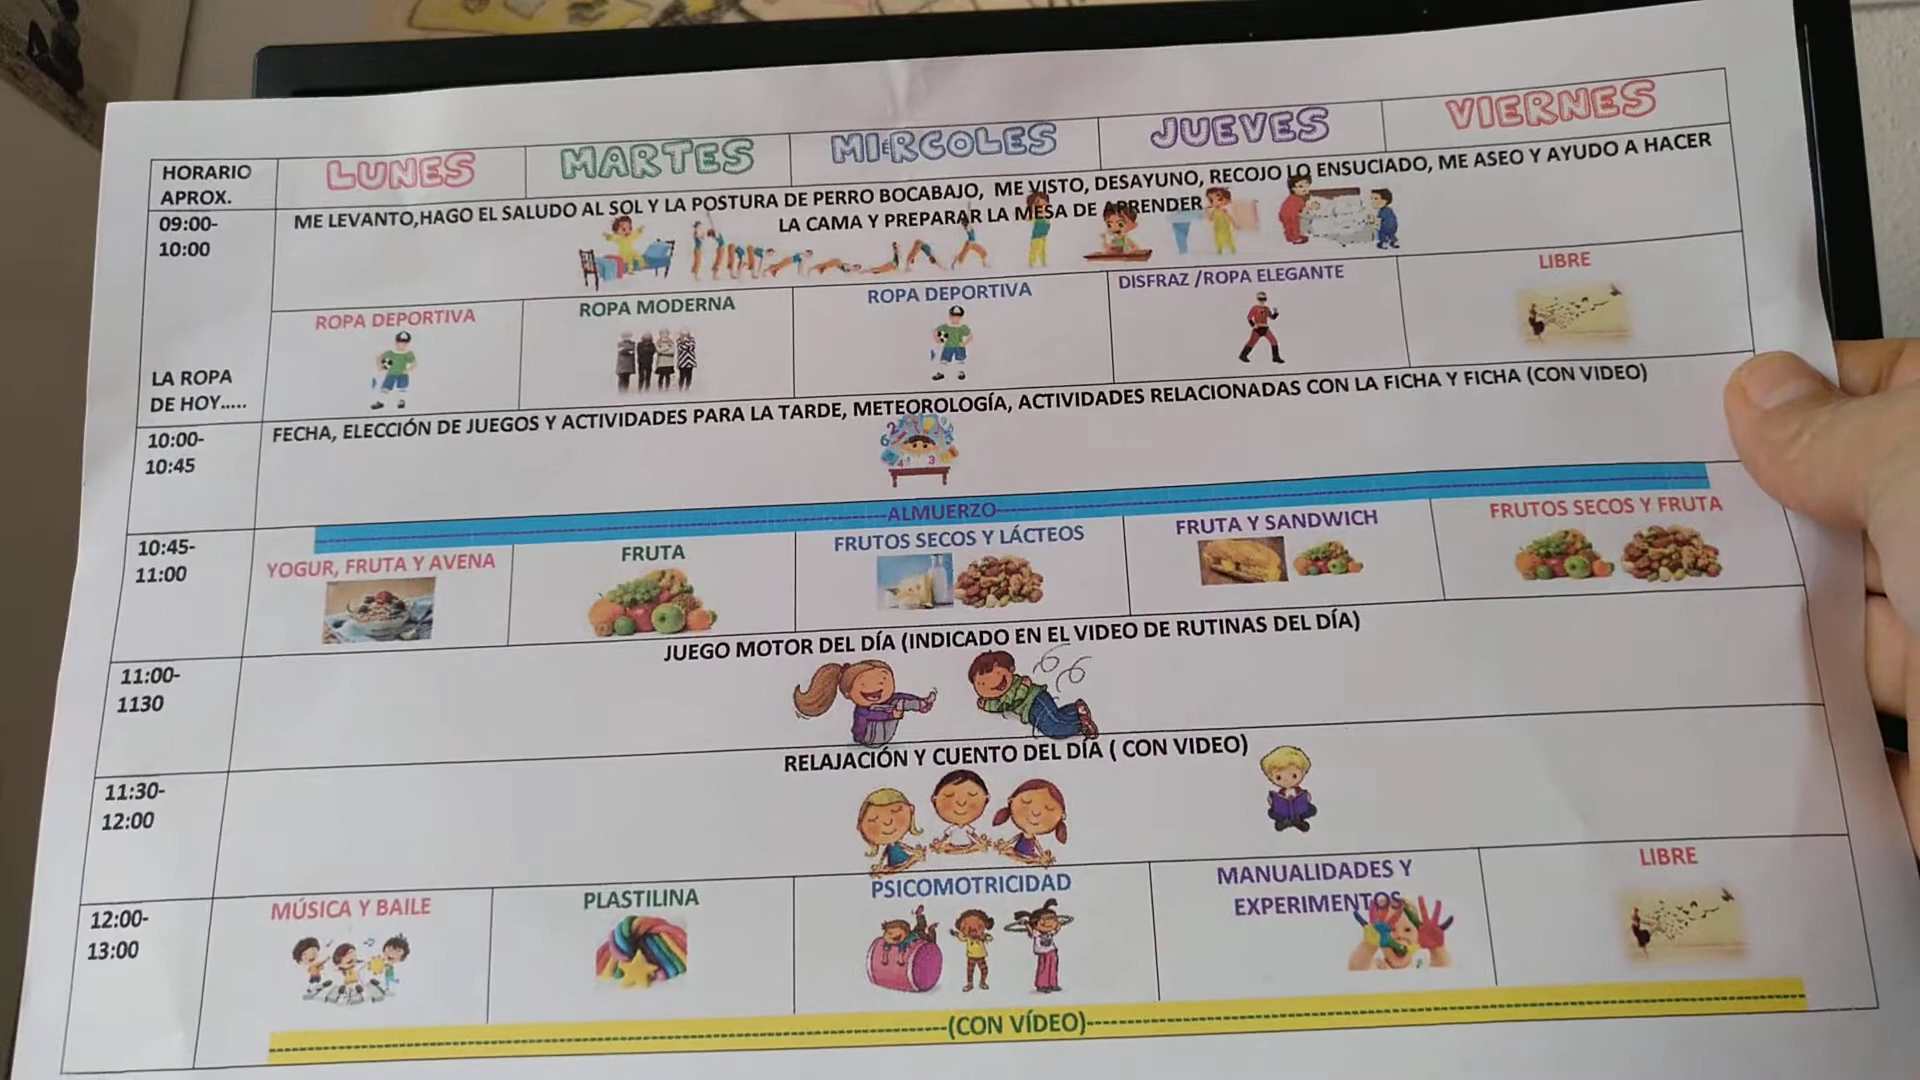 HORARIO
APROX.
LUNES
MARTES
MIÉRCOLES
JUEVES
VIERNES
09:00-
10:00
ME LEVANTO,HAGO EL SALUDO AL SOL Y LA POSTURA DE PERRO BOCABAJO, ME VISTO, DESAYUNO, RECOJO LO ENSUCIADO, ME ASEO Y AYUDO A HACER
LA CAMA Y PREPARAR LA MESA DE APRENDER
LA ROPA
DE HOY.....
ROPA DEPORTIVA
ROPA MODERNA
ROPA DEPORTIVA
DISFRAZ /ROPA ELEGANTE
LIBRE
10:00-
10:45
FECHA, ELECCIÓN DE JUEGOS Y ACTIVIDADES PARA LA TARDE, METEOROLOGÍA, ACTIVIDADES RELACIONADAS CON LA FICHA Y FICHA (CON VIDEO)
ALMUERZO
10:45-
11:00
YOGUR, FRUTA Y AVENA
FRUTA
FRUTOS SECOS Y LÁCTEOS
FRUTA Y SANDWICH
FRUTOS SECOS Y FRUTA
11:00-
1130
JUEGO MOTOR DEL DÍA (INDICADO EN EL VIDEO DE RUTINAS DEL DÍA)
11:30-
12:00
RELAJACIÓN Y CUENTO DEL DÍA ( CON VIDEO)
12:00-
13:00
MÚSICA Y BAILE
PLASTILINA
PSICOMOTRICIDAD
MANUALIDADES Y
EXPERIMENTOS
LIBRE
(CON VÍDEO)